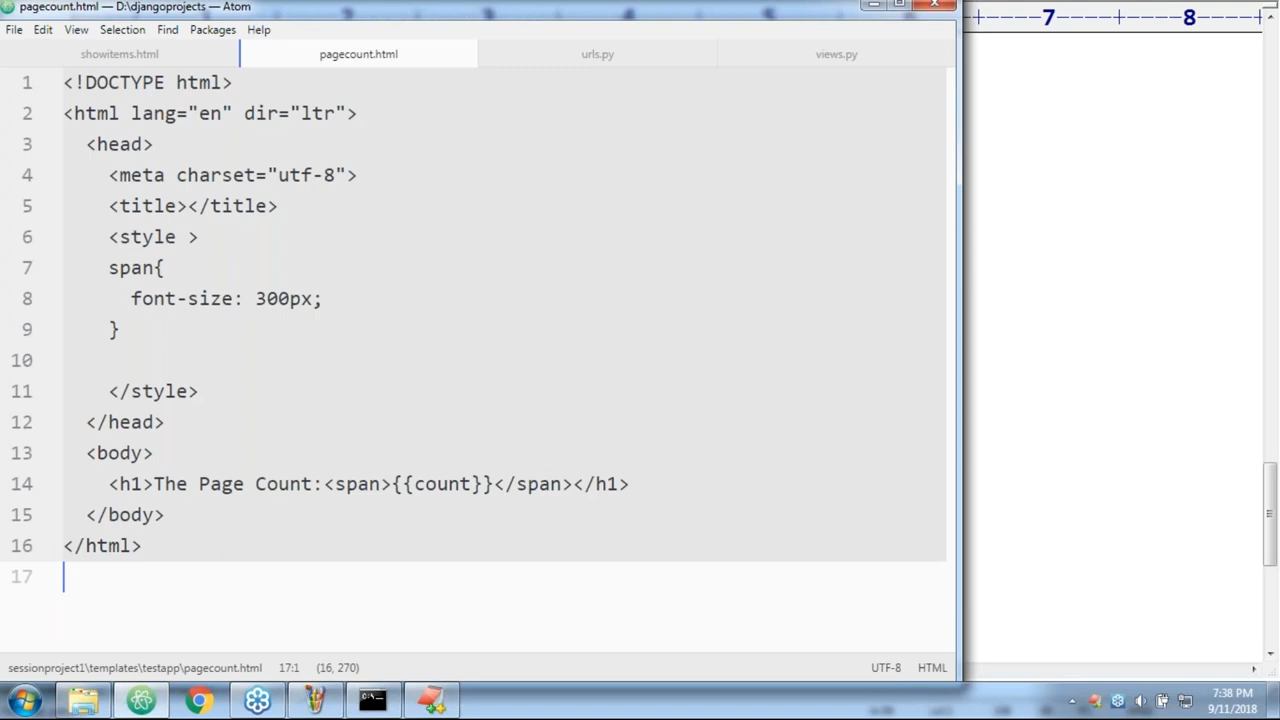 pagecount.html — D:\djangoprojects — Atom
File Edit View Selection Find Packages Help
showitems.html pagecount.html urls.py views.py
7 8
1 <!DOCTYPE html>
2 <html lang="en" dir="ltr">
3 <head>
4 <meta charset="utf-8">
5 <title></title>
6 <style >
7 span{
8 font-size: 300px;
9 }
10
11 </style>
12 </head>
13 <body>
14 <h1>The Page Count:<span>{{count}}</span></h1>
15 </body>
16 </html>
17
sessionproject1\templates\testapp\pagecount.html 17:1 (16, 270) UTF-8 HTML
7:38 PM
9/11/2018